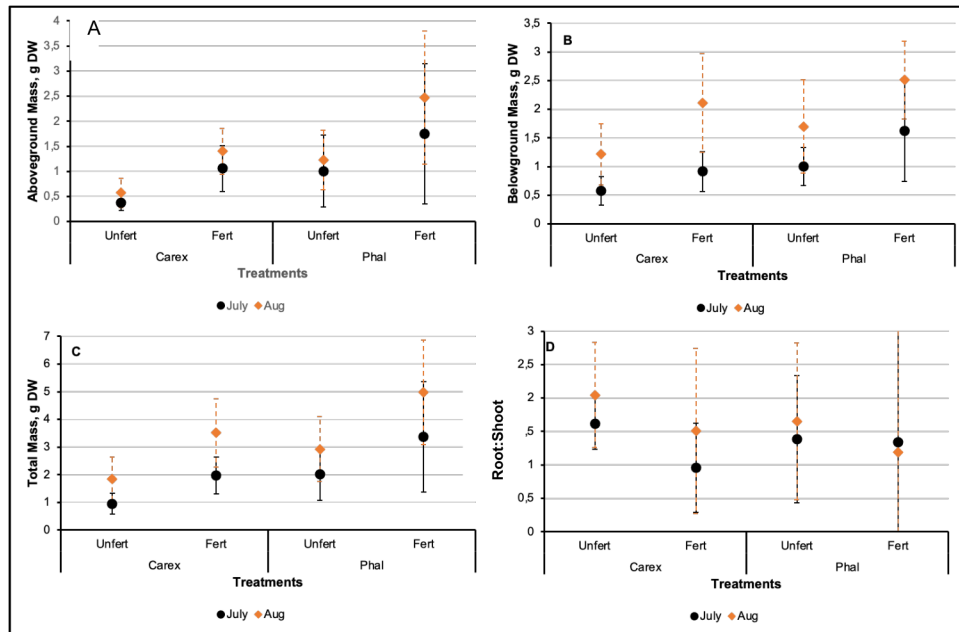 A
Aboveground Mass, g DW
4
3,5
3
2,5
2
1,5
1
0,5
0
Unfert Fert Unfert Fert
Carex Phal
Treatments
July Aug
B
Belowground Mass, g DW
3,5
3
2,5
2
1,5
1
0,5
0
Unfert Fert Unfert Fert
Carex Phal
Treatments
July Aug
C
Total Mass, g DW
7
6
5
4
3
2
1
0
Unfert Fert Unfert Fert
Carex Phal
Treatments
July Aug
D
Root:Shoot
3
2,5
2
,5
1
0,5
0
Unfert Fert Unfert Fert
Carex Phal
Treatments
July Aug